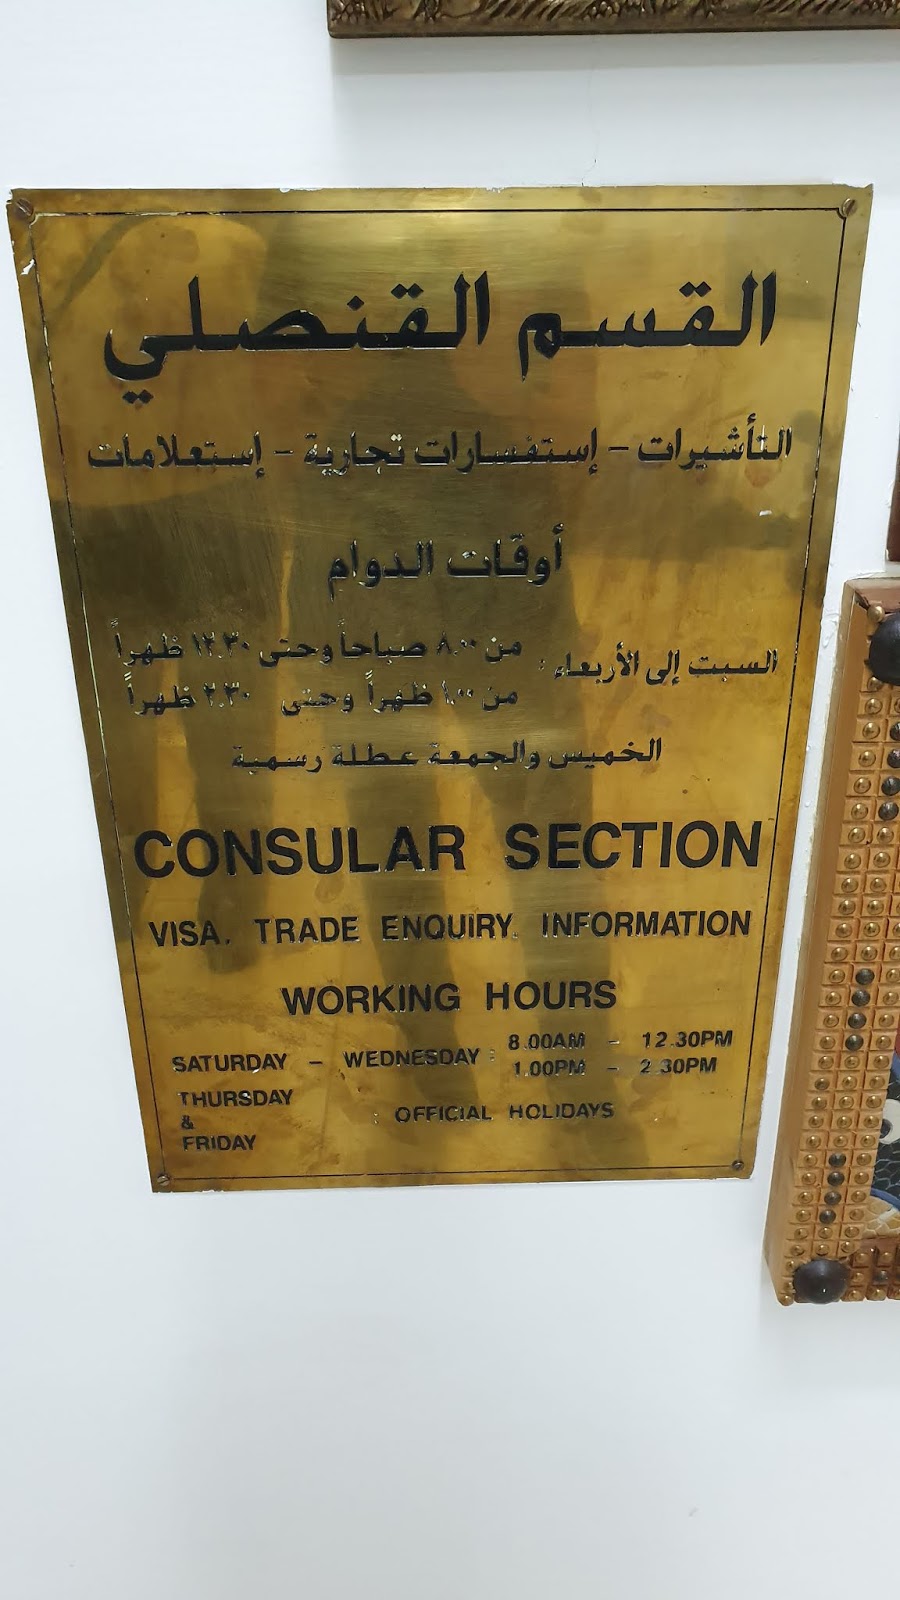 القسم القنصلي
التأشيرات - إستفسارات تجارية - إستعلامات
أوقات الدوام
السبت إلى الأربعاء : من ٨.٠٠ صباحاً وحتى ١٢.٣٠ ظهراً
من ١.٠٠ ظهراً وحتى ٢.٣٠ ظهراً
الخميس والجمعة عطلة رسمية
CONSULAR SECTION
VISA. TRADE ENQUIRY. INFORMATION
WORKING HOURS
SATURDAY - WEDNESDAY : 8.00AM - 12.30PM
1.00PM - 2.30PM
THURSDAY
&
FRIDAY : OFFICIAL HOLIDAYS